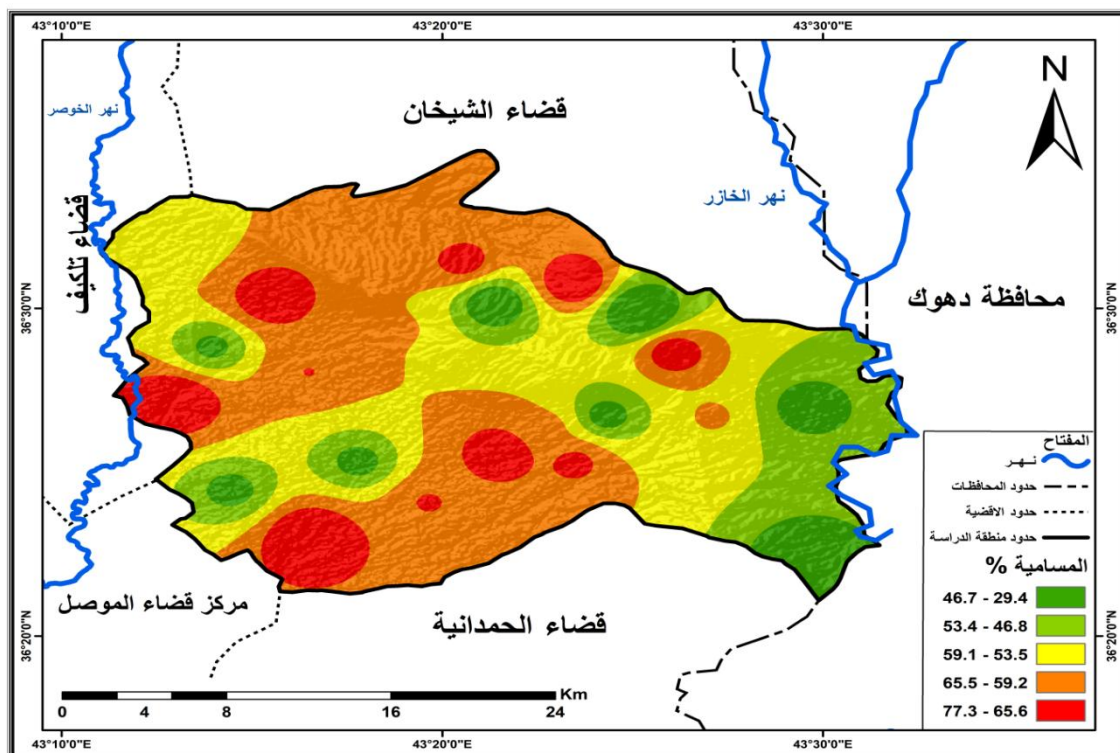 43°10'0"E
43°20'0"E
43°30'0"E
نهر الخوصر
قضاء الشيخان
N
نهر الخازر
قضاء تلكيف
محافظة دهوك
36°30'0"N
36°30'0"N
المفتاح
نهر
حدود المحافظات
حدود الاقضية
حدود منطقة الدراسة
المسامية %
46.7 - 29.4
53.4 - 46.8
59.1 - 53.5
65.5 - 59.2
77.3 - 65.6
مركز قضاء الموصل
قضاء الحمدانية
36°20'0"N
36°20'0"N
Km
0 4 8 16 24
43°10'0"E
43°20'0"E
43°30'0"E